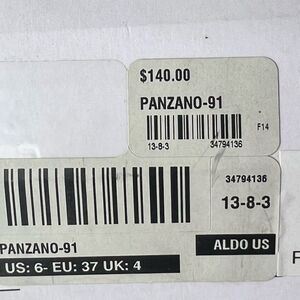 $140.00
PANZANO-91
13-8-3 34794136
F14
34794136
13-8-3
PANZANO-91
ALDO US
US: 6- EU: 37 UK: 4
F